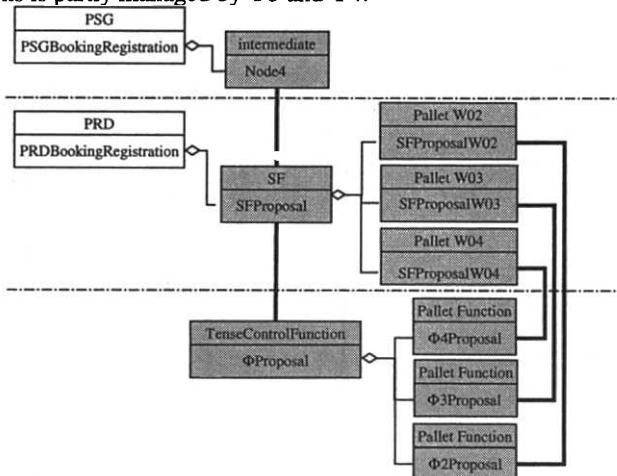 PSG
PSGBookingRegistration
intermediate
Node4
PRD
PRDBookingRegistration
SF
SFProposal
Pallet W02
SFProposalW02
Pallet W03
SFProposalW03
Pallet W04
SFProposalW04
TenseControlFunction
ΦProposal
Pallet Function
Φ4Proposal
Pallet Function
Φ3Proposal
Pallet Function
Φ2Proposal